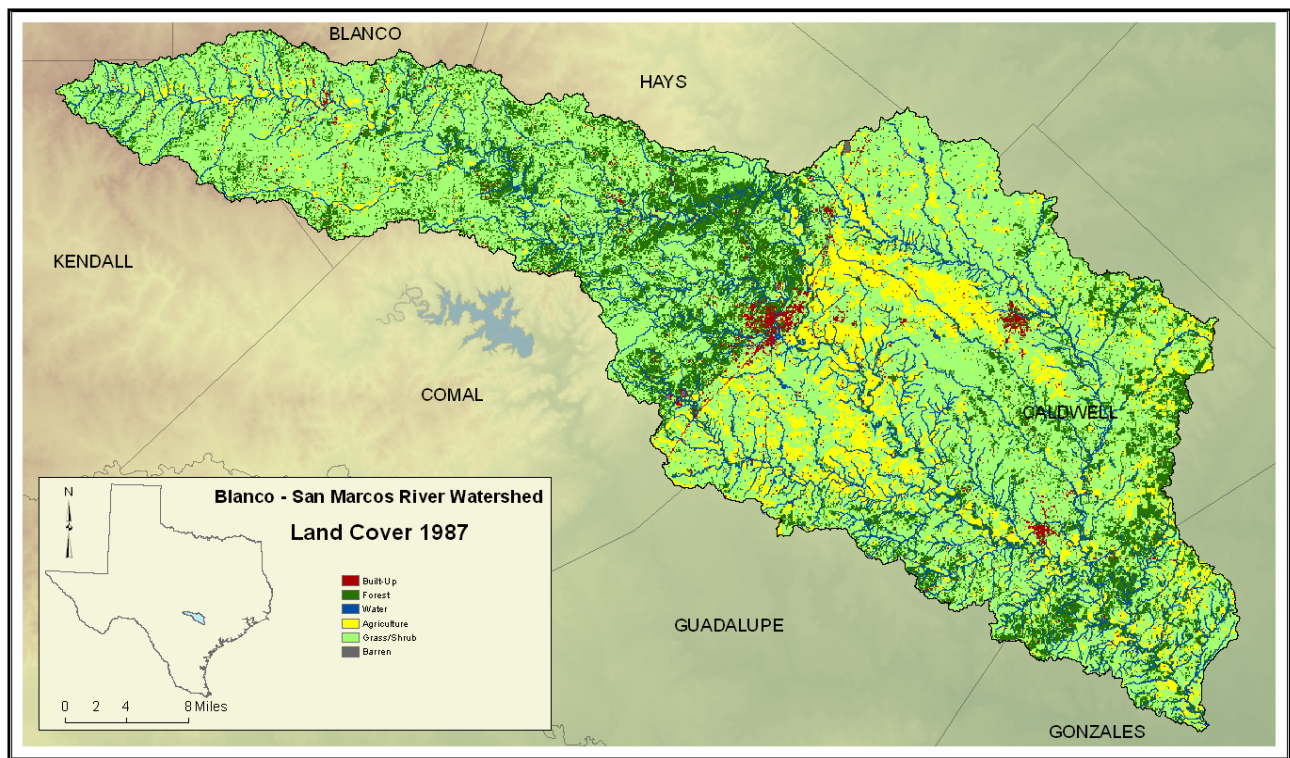 BLANCO
HAYS
KENDALL
COMAL
CALDWELL
GUADALUPE
GONZALES
Blanco - San Marcos River Watershed
Land Cover 1987
N
Built-Up
Forest
Water
Agriculture
Grass/Shrub
Barren
0 2 4 8 Miles